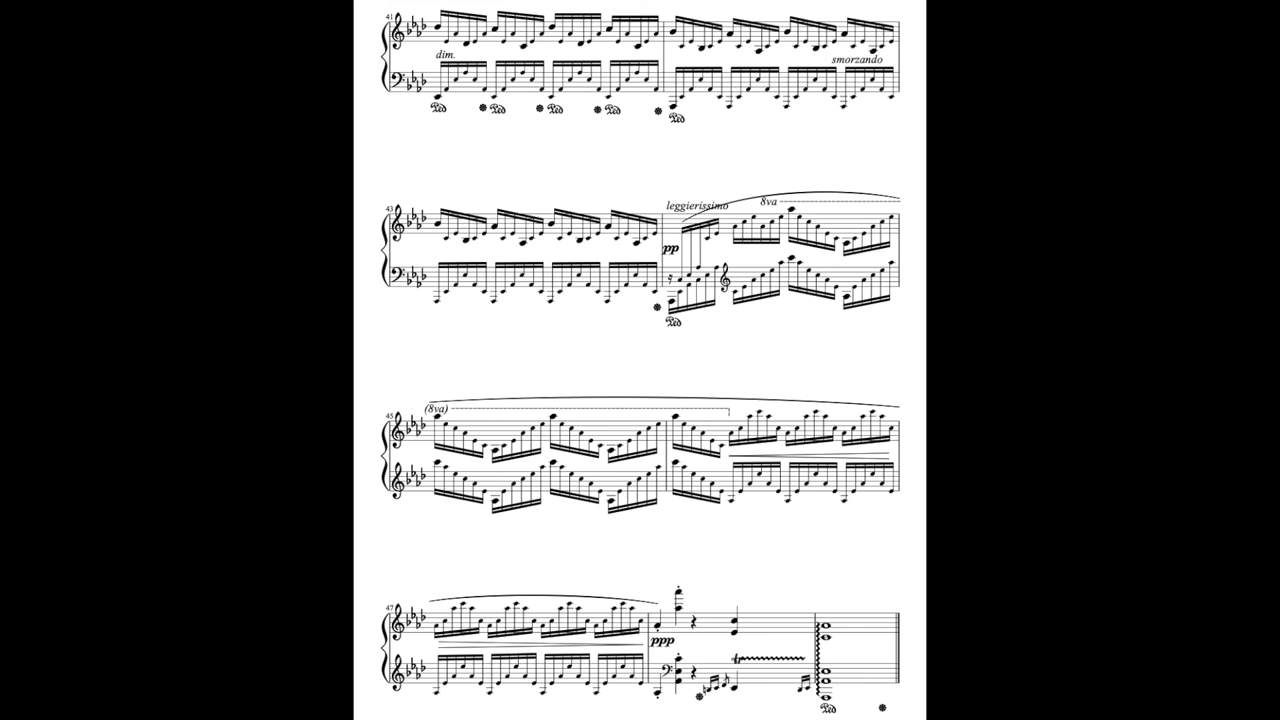 41
dim.
smorzando
43
leggierissimo
8va
pp
45
(8va)
47
ppp